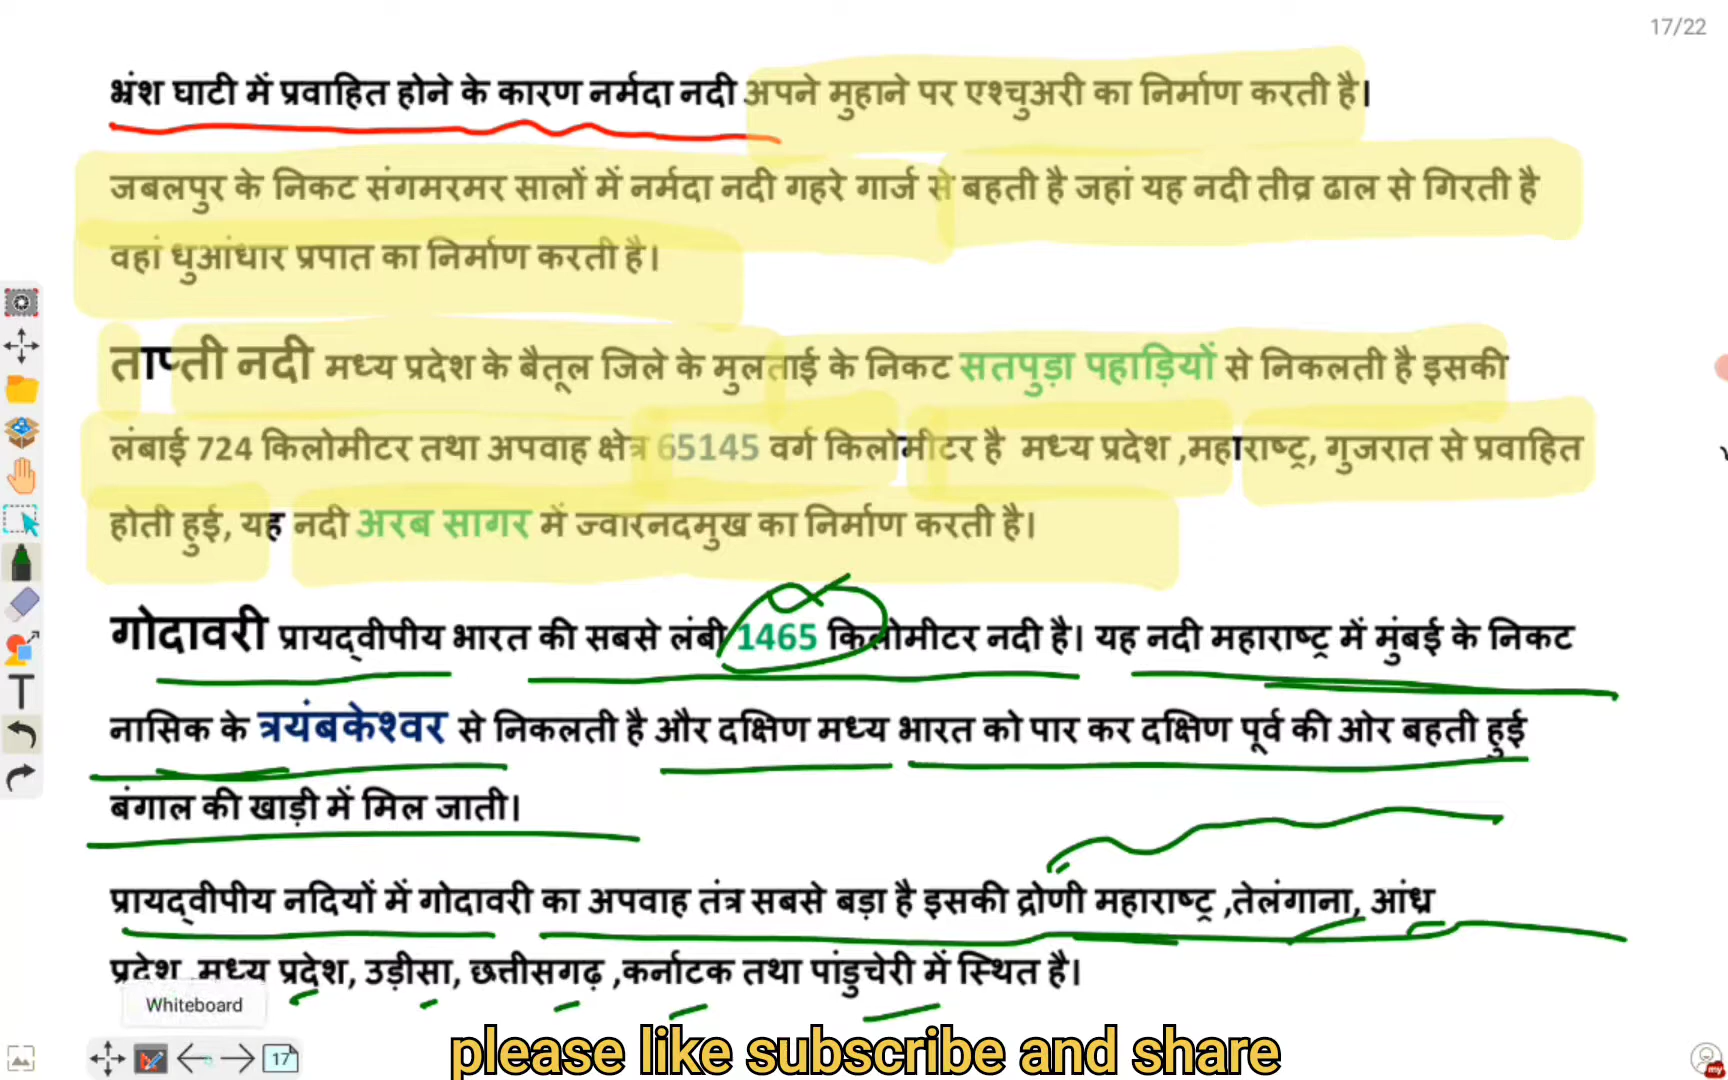 17/22
भ्रंश घाटी में प्रवाहित होने के कारण नर्मदा नदी अपने मुहाने पर एश्चुअरी का निर्माण करती है।
जबलपुर के निकट संगमरमर सालों में नर्मदा नदी गहरे गार्ज से बहती है जहां यह नदी तीव्र ढाल से गिरती है
वहां धुआंधार प्रपात का निर्माण करती है।
ताप्ती नदी मध्य प्रदेश के बैतूल जिले के मुलताई के निकट सतपुड़ा पहाड़ियों से निकलती है इसकी
लंबाई 724 किलोमीटर तथा अपवाह क्षेत्र 65145 वर्ग किलोमीटर है मध्य प्रदेश ,महाराष्ट्र, गुजरात से प्रवाहित
होती हुई, यह नदी अरब सागर में ज्वारनदमुख का निर्माण करती है।
गोदावरी प्रायद्वीपीय भारत की सबसे लंबी 1465 किलोमीटर नदी है। यह नदी महाराष्ट्र में मुंबई के निकट
नासिक के त्रयंबकेश्वर से निकलती है और दक्षिण मध्य भारत को पार कर दक्षिण पूर्व की ओर बहती हुई
बंगाल की खाड़ी में मिल जाती।
प्रायद्वीपीय नदियों में गोदावरी का अपवाह तंत्र सबसे बड़ा है इसकी द्रोणी महाराष्ट्र ,तेलंगाना, आंध्र
प्रदेश, मध्य प्रदेश, उड़ीसा, छत्तीसगढ़ ,कर्नाटक तथा पांडुचेरी में स्थित है।
Whiteboard
17
please like subscribe and share
my